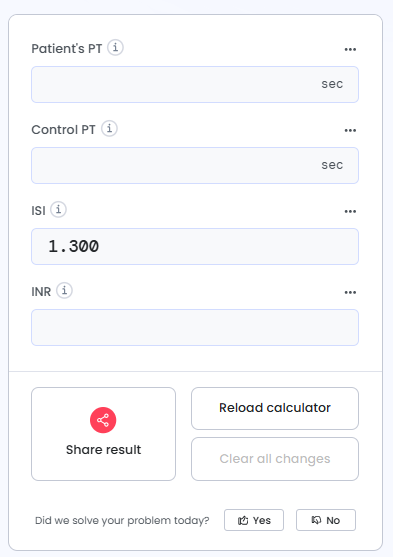 Patient's PT i ...
sec
Control PT i ...
sec
ISI i ...
1.300
INR i ...
Share result
Reload calculator
Clear all changes
Did we solve your problem today? Yes No